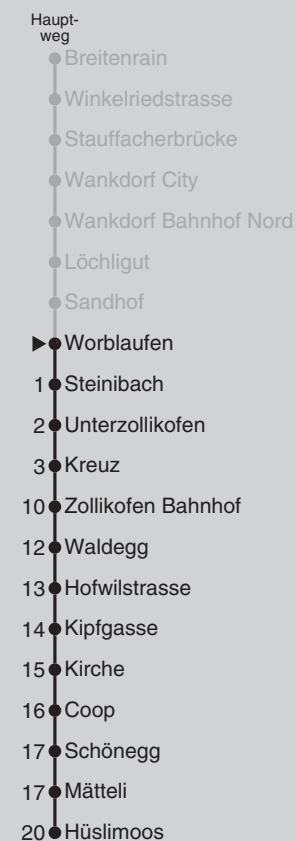 Haupt-
weg
Breitenrain
Winkelriedstrasse
Stauffacherbrücke
Wankdorf City
Wankdorf Bahnhof Nord
Löchligut
Sandhof
Worblaufen
1 Steinibach
2 Unterzollikofen
3 Kreuz
10 Zollikofen Bahnhof
12 Waldegg
13 Hofwilstrasse
14 Kipfgasse
15 Kirche
16 Coop
17 Schönegg
17 Mätteli
20 Hüslimoos